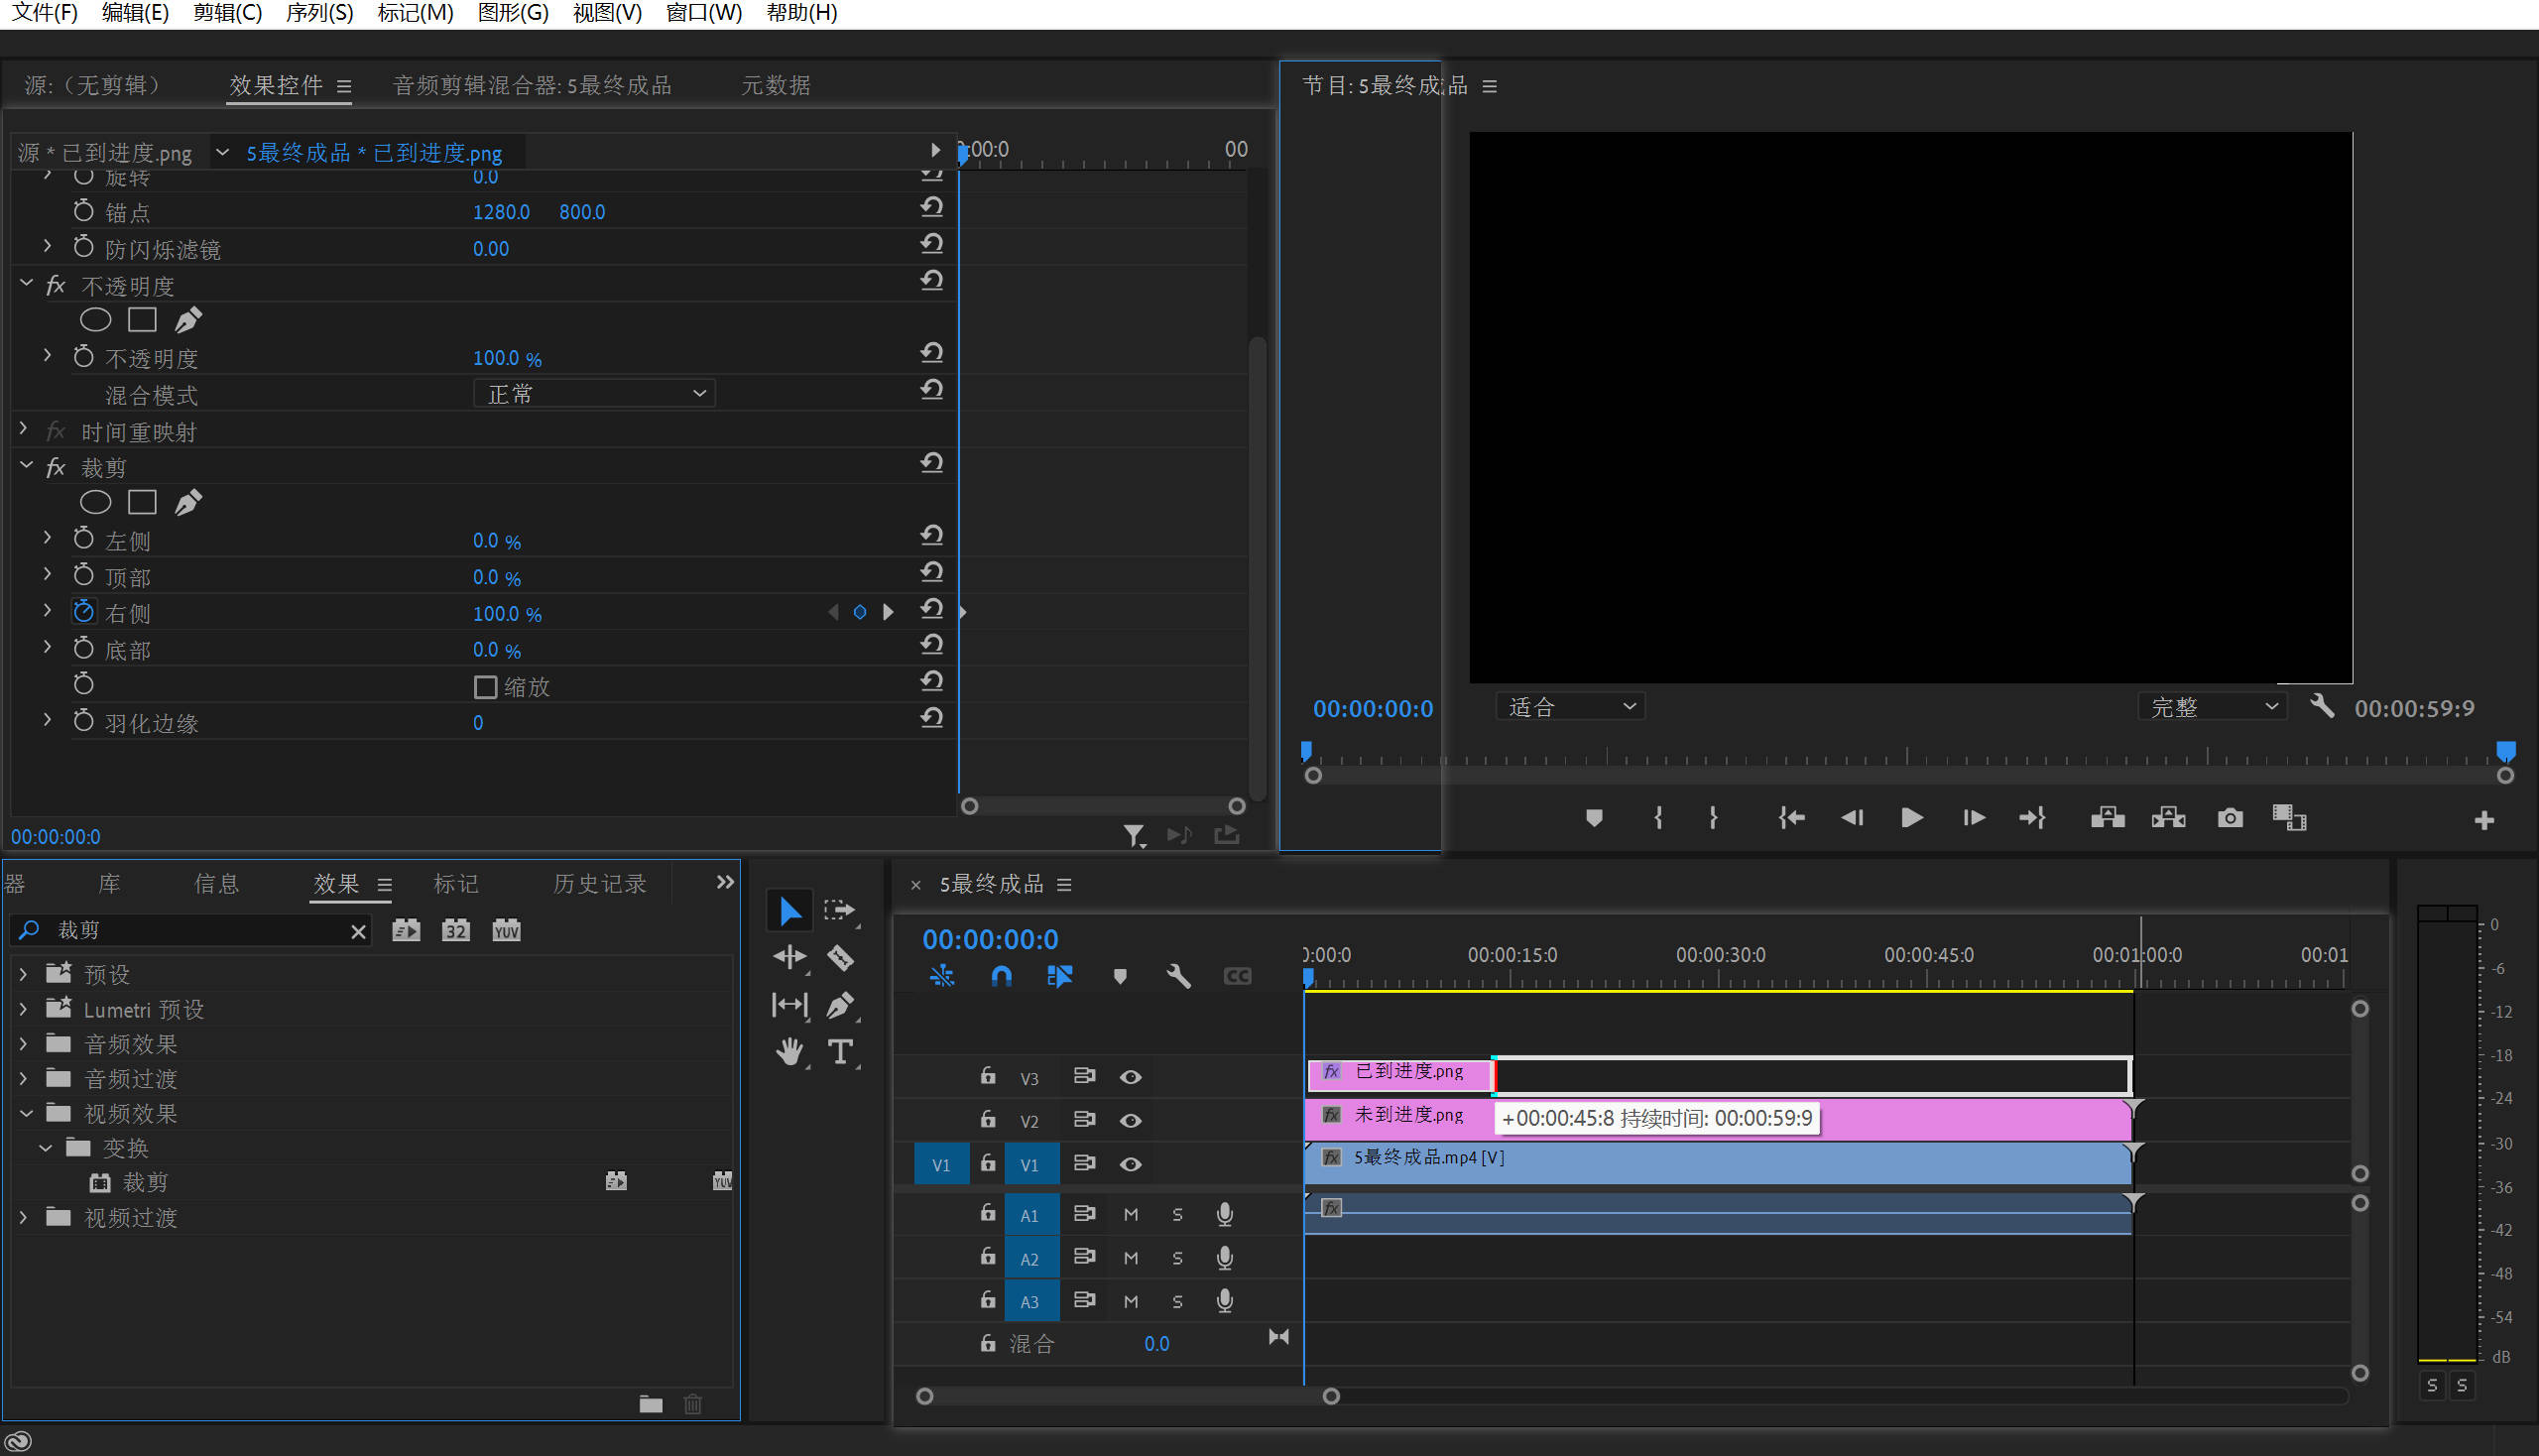 文件(F) 编辑(E) 剪辑(C) 序列(S) 标记(M) 图形(G) 视图(V) 窗口(W) 帮助(H)
源:（无剪辑） 效果控件 音频剪辑混合器: 5最终成品 元数据
源 * 已到进度.png 5最终成品 * 已到进度.png
:00:0 00
旋转 0.0
锚点 1280.0 800.0
防闪烁滤镜 0.00
fx 不透明度
不透明度 100.0 %
混合模式 正常
fx 时间重映射
fx 裁剪
左侧 0.0 %
顶部 0.0 %
右侧 100.0 %
底部 0.0 %
缩放
羽化边缘 0
00:00:00:0
节目: 5最终成品
00:00:00:0 适合 完整 00:00:59:9
器 库 信息 效果 标记 历史记录
裁剪 32 YUV
预设
Lumetri 预设
音频效果
音频过渡
视频效果
变换
裁剪 YUV
视频过渡
5最终成品
00:00:00:0
:00:0 00:00:15:0 00:00:30:0 00:00:45:0 00:01:00:0 00:01
CC
V3 fx 已到进度.png
V2 fx 未到进度.png
+00:00:45:8 持续时间: 00:00:59:9
V1 V1 fx 5最终成品.mp4 [V]
A1 M S fx
A2 M S
A3 M S
混合 0.0
0
-6
-12
-18
-24
-30
-36
-42
-48
-54
dB
S S